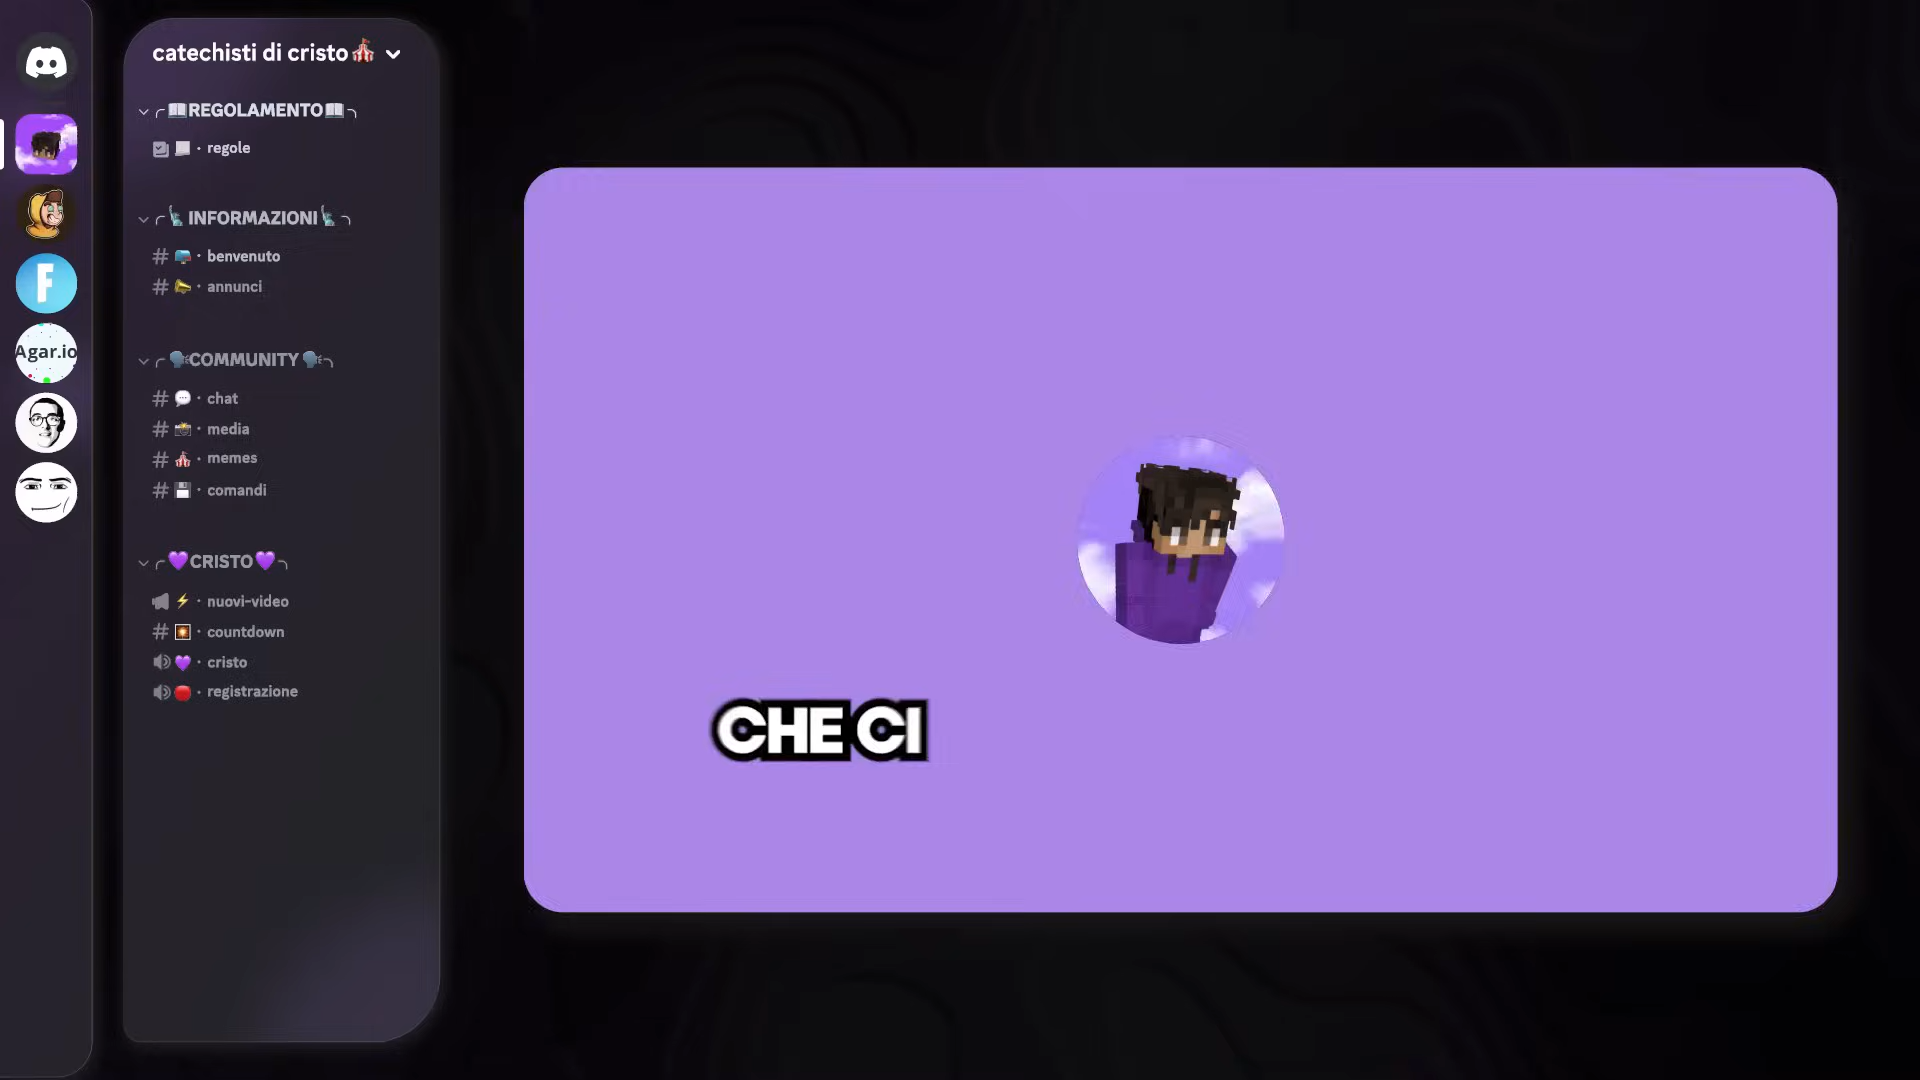 catechisti di cristo🎪
╭📖REGOLAMENTO📖╮
· regole
╭🗽INFORMAZIONI🗽╮
· benvenuto
· annunci
╭🗣️COMMUNITY🗣️╮
· chat
· media
· memes
· comandi
╭💜CRISTO💜╮
· nuovi-video
· countdown
· cristo
· registrazione
F
Agar.io
CHE CI